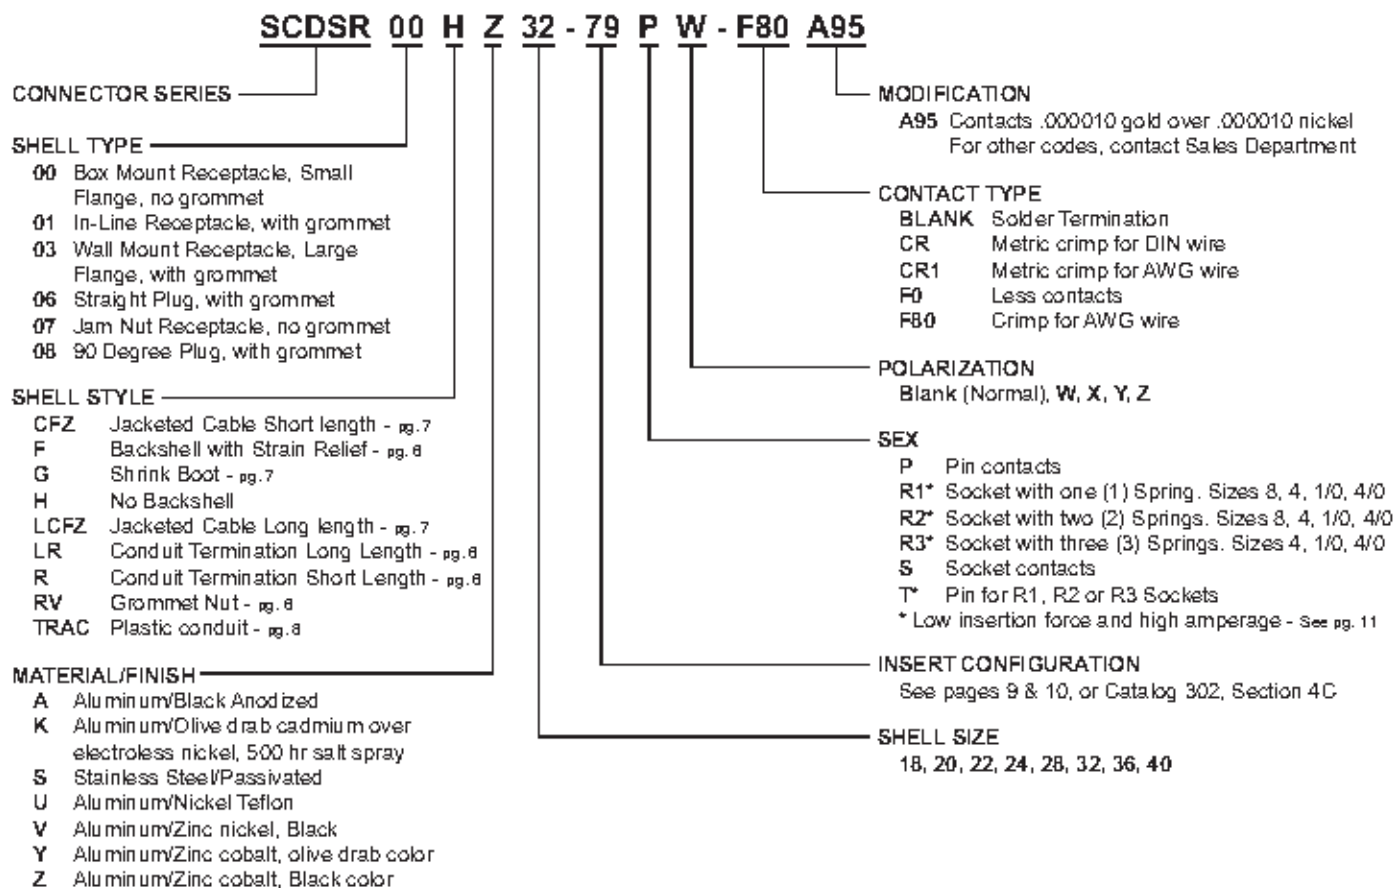 SCDSR 00 H Z 32 - 79 P W - F80 A95
CONNECTOR SERIES
SHELL TYPE
00 Box Mount Receptacle, Small
Flange, no grommet
01 In-Line Receptacle, with grommet
03 Wall Mount Receptacle, Large
Flange, with grommet
06 Straight Plug, with grommet
07 Jam Nut Receptacle, no grommet
08 90 Degree Plug, with grommet
SHELL STYLE
CFZ Jacketed Cable Short length - pg. 7
F Backshell with Strain Relief - pg. 6
G Shrink Boot - pg. 7
H No Backshell
LCFZ Jacketed Cable Long length - pg. 7
LR Conduit Termination Long Length - pg. 6
R Conduit Termination Short Length - pg. 6
RV Grommet Nut - pg. 6
TRAC Plastic conduit - pg. 8
MATERIAL/FINISH
A Aluminum/Black Anodized
K Aluminum/Olive drab cadmium over
electroless nickel, 500 hr salt spray
S Stainless Steel/Passivated
U Aluminum/Nickel Teflon
V Aluminum/Zinc nickel, Black
Y Aluminum/Zinc cobalt, olive drab color
Z Aluminum/Zinc cobalt, Black color
MODIFICATION
A95 Contacts .000010 gold over .000010 nickel
For other codes, contact Sales Department
CONTACT TYPE
BLANK Solder Termination
CR Metric crimp for DIN wire
CR1 Metric crimp for AWG wire
F0 Less contacts
F80 Crimp for AWG wire
POLARIZATION
Blank (Normal), W, X, Y, Z
SEX
P Pin contacts
R1* Socket with one (1) Spring. Sizes 8, 4, 1/0, 4/0
R2* Socket with two (2) Springs. Sizes 8, 4, 1/0, 4/0
R3* Socket with three (3) Springs. Sizes 4, 1/0, 4/0
S Socket contacts
T* Pin for R1, R2 or R3 Sockets
* Low insertion force and high amperage - See pg. 11
INSERT CONFIGURATION
See pages 9 & 10, or Catalog 302, Section 4C
SHELL SIZE
18, 20, 22, 24, 28, 32, 36, 40